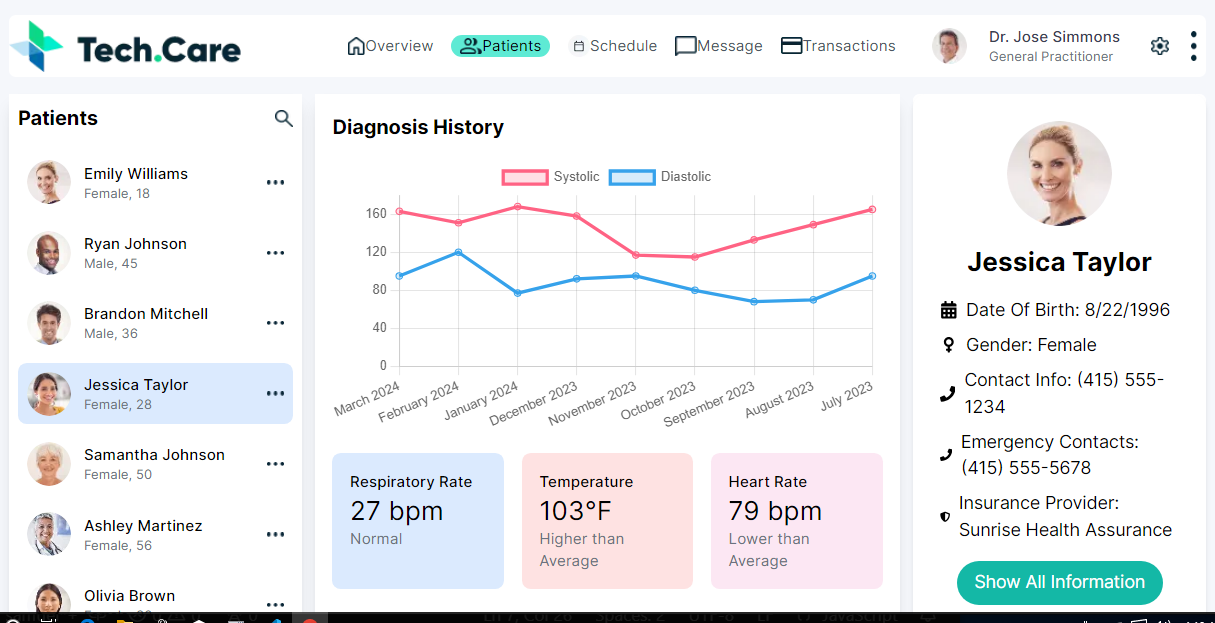 Tech.Care
Overview
Patients
Schedule
Message
Transactions
Dr. Jose Simmons
General Practitioner
Patients
Emily Williams
Female, 18
Ryan Johnson
Male, 45
Brandon Mitchell
Male, 36
Jessica Taylor
Female, 28
Samantha Johnson
Female, 50
Ashley Martinez
Female, 56
Olivia Brown
Diagnosis History
Systolic
Diastolic
160
120
80
40
0
March 2024
February 2024
January 2024
December 2023
November 2023
October 2023
September 2023
August 2023
July 2023
Respiratory Rate
27 bpm
Normal
Temperature
103°F
Higher than
Average
Heart Rate
79 bpm
Lower than
Average
Jessica Taylor
Date Of Birth: 8/22/1996
Gender: Female
Contact Info: (415) 555-
1234
Emergency Contacts:
(415) 555-5678
Insurance Provider:
Sunrise Health Assurance
Show All Information